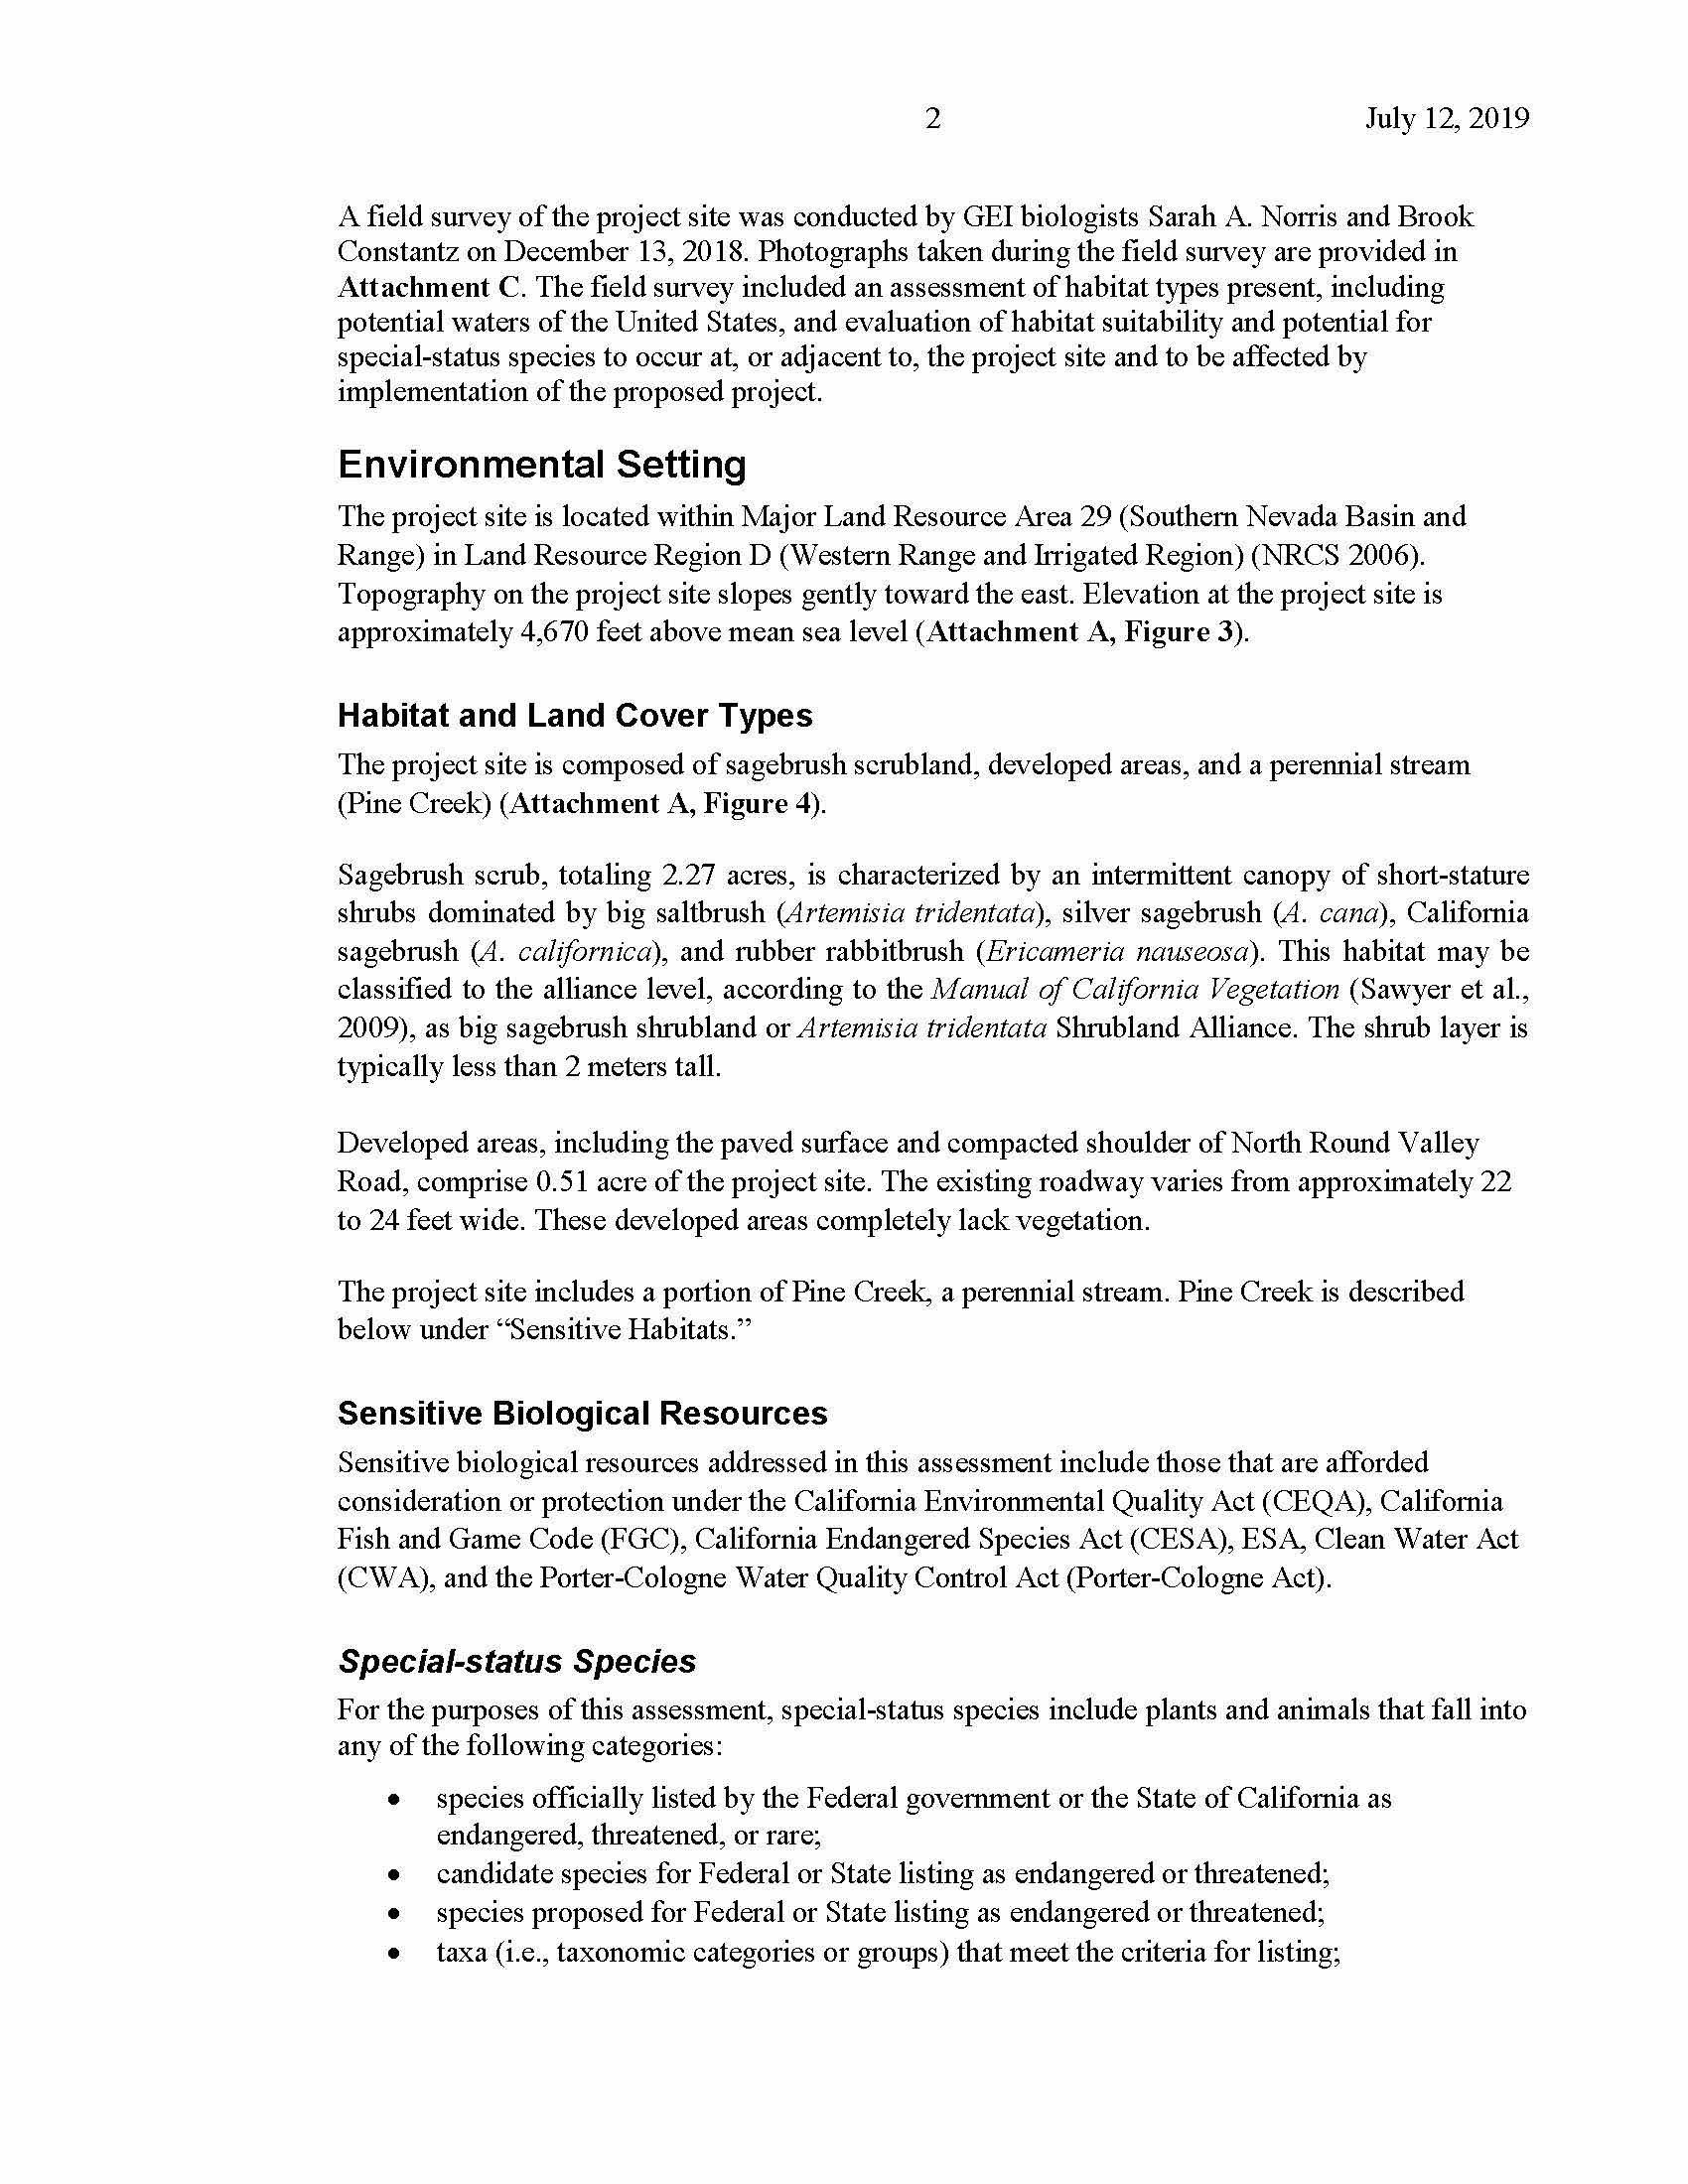 2 July 12, 2019
A field survey of the project site was conducted by GEI biologists Sarah A. Norris and Brook
Constantz on December 13, 2018. Photographs taken during the field survey are provided in
Attachment C. The field survey included an assessment of habitat types present, including
potential waters of the United States, and evaluation of habitat suitability and potential for
special-status species to occur at, or adjacent to, the project site and to be affected by
implementation of the proposed project.
Environmental Setting
The project site is located within Major Land Resource Area 29 (Southern Nevada Basin and
Range) in Land Resource Region D (Western Range and Irrigated Region) (NRCS 2006).
Topography on the project site slopes gently toward the east. Elevation at the project site is
approximately 4,670 feet above mean sea level (Attachment A, Figure 3).
Habitat and Land Cover Types
The project site is composed of sagebrush scrubland, developed areas, and a perennial stream
(Pine Creek) (Attachment A, Figure 4).
Sagebrush scrub, totaling 2.27 acres, is characterized by an intermittent canopy of short-stature
shrubs dominated by big saltbrush (Artemisia tridentata), silver sagebrush (A. cana), California
sagebrush (A. californica), and rubber rabbitbrush (Ericameria nauseosa). This habitat may be
classified to the alliance level, according to the Manual of California Vegetation (Sawyer et al.,
2009), as big sagebrush shrubland or Artemisia tridentata Shrubland Alliance. The shrub layer is
typically less than 2 meters tall.
Developed areas, including the paved surface and compacted shoulder of North Round Valley
Road, comprise 0.51 acre of the project site. The existing roadway varies from approximately 22
to 24 feet wide. These developed areas completely lack vegetation.
The project site includes a portion of Pine Creek, a perennial stream. Pine Creek is described
below under “Sensitive Habitats.”
Sensitive Biological Resources
Sensitive biological resources addressed in this assessment include those that are afforded
consideration or protection under the California Environmental Quality Act (CEQA), California
Fish and Game Code (FGC), California Endangered Species Act (CESA), ESA, Clean Water Act
(CWA), and the Porter-Cologne Water Quality Control Act (Porter-Cologne Act).
Special-status Species
For the purposes of this assessment, special-status species include plants and animals that fall into
any of the following categories:
• species officially listed by the Federal government or the State of California as
endangered, threatened, or rare;
• candidate species for Federal or State listing as endangered or threatened;
• species proposed for Federal or State listing as endangered or threatened;
• taxa (i.e., taxonomic categories or groups) that meet the criteria for listing;